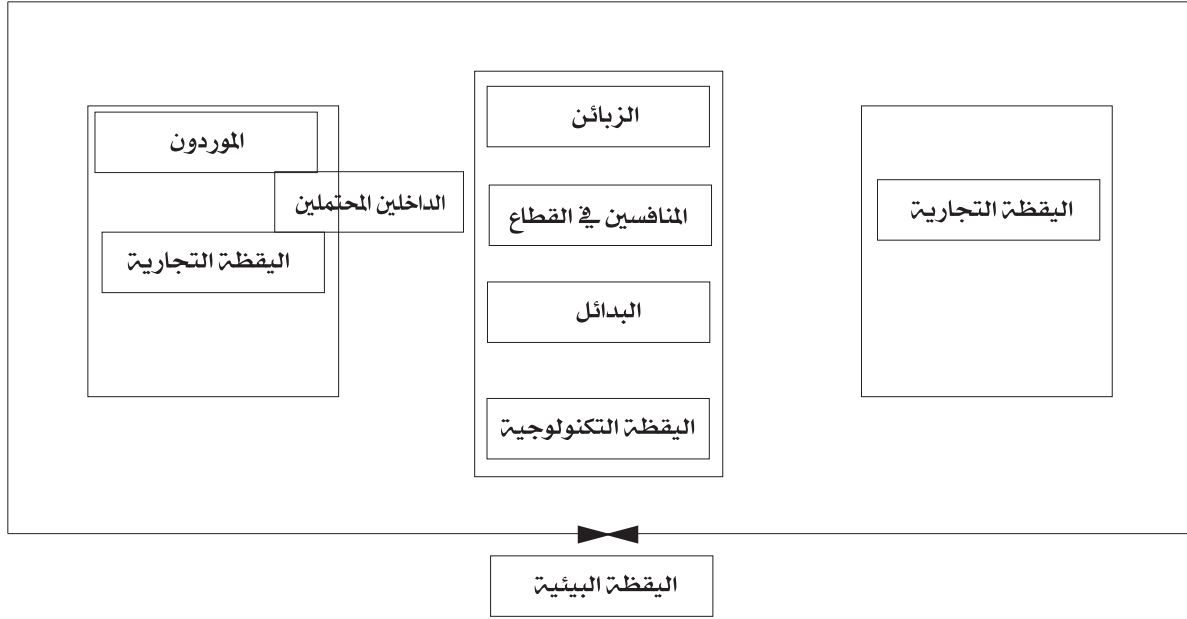 الزبائن
الموردون
الداخلين المحتملين
المنافسين في القطاع
اليقظة التجارية
اليقظة التجارية
البدائل
اليقظة التكنولوجية
اليقظة البيئية